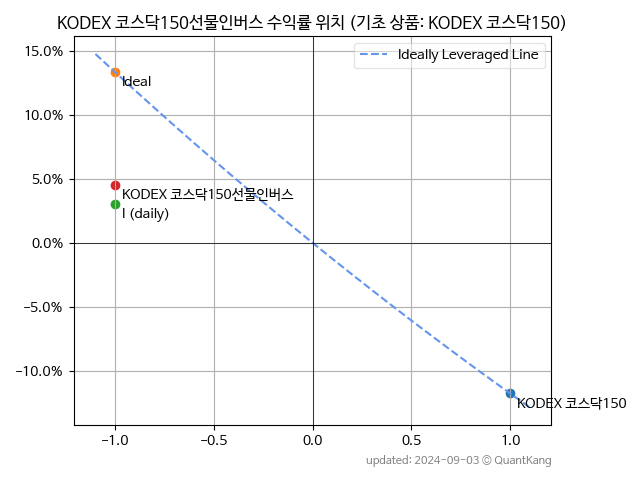 KODEX 코스닥150선물인버스 수익률 위치 (기초 상품: KODEX 코스닥150)
Ideally Leveraged Line
15.0%
Ideal
10.0%
5.0%
KODEX 코스닥150선물인버스
I (daily)
0.0%
−5.0%
−10.0%
KODEX 코스닥150
−1.0 −0.5 0.0 0.5 1.0
updated: 2024-09-03 © QuantKang